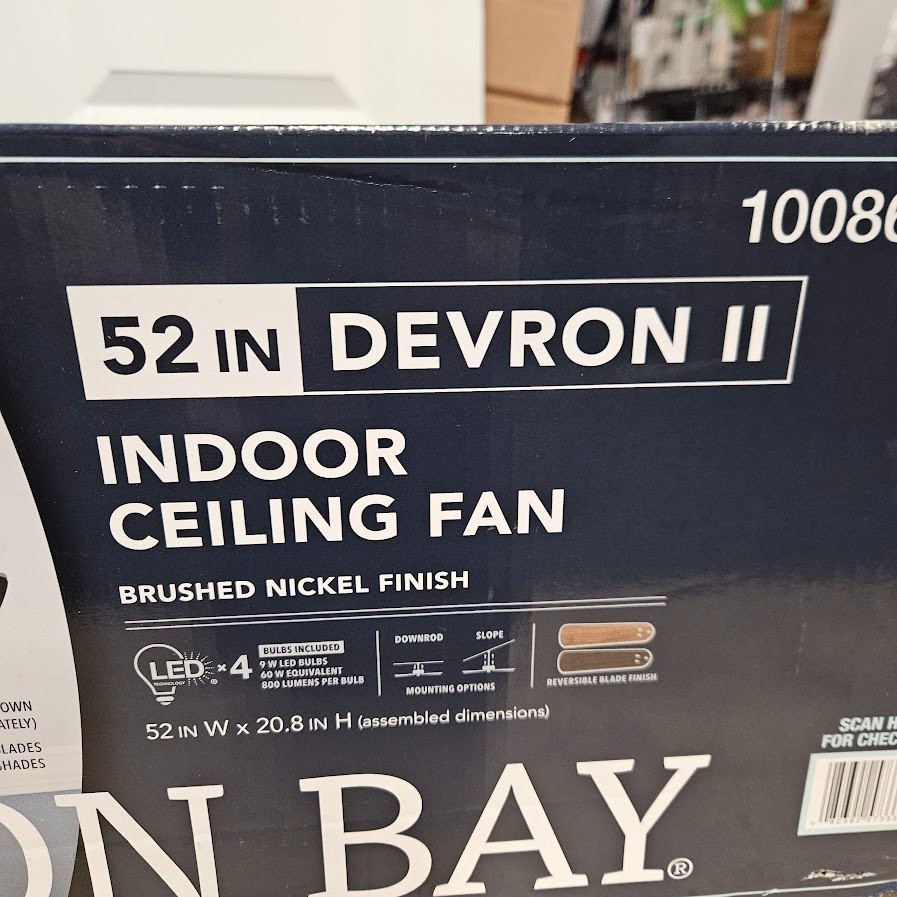 10086
52 IN DEVRON II
INDOOR
CEILING FAN
BRUSHED NICKEL FINISH
LED × 4
TECHNOLOGY ®
BULBS INCLUDED
9 W LED BULBS
60 W EQUIVALENT
800 LUMENS PER BULB
DOWNROD SLOPE
MOUNTING OPTIONS
REVERSIBLE BLADE FINISH
52 IN W x 20.8 IN H (assembled dimensions)
OWN
ATELY)
LADES
SHADES
SCAN H
FOR CHEC
ON BAY®